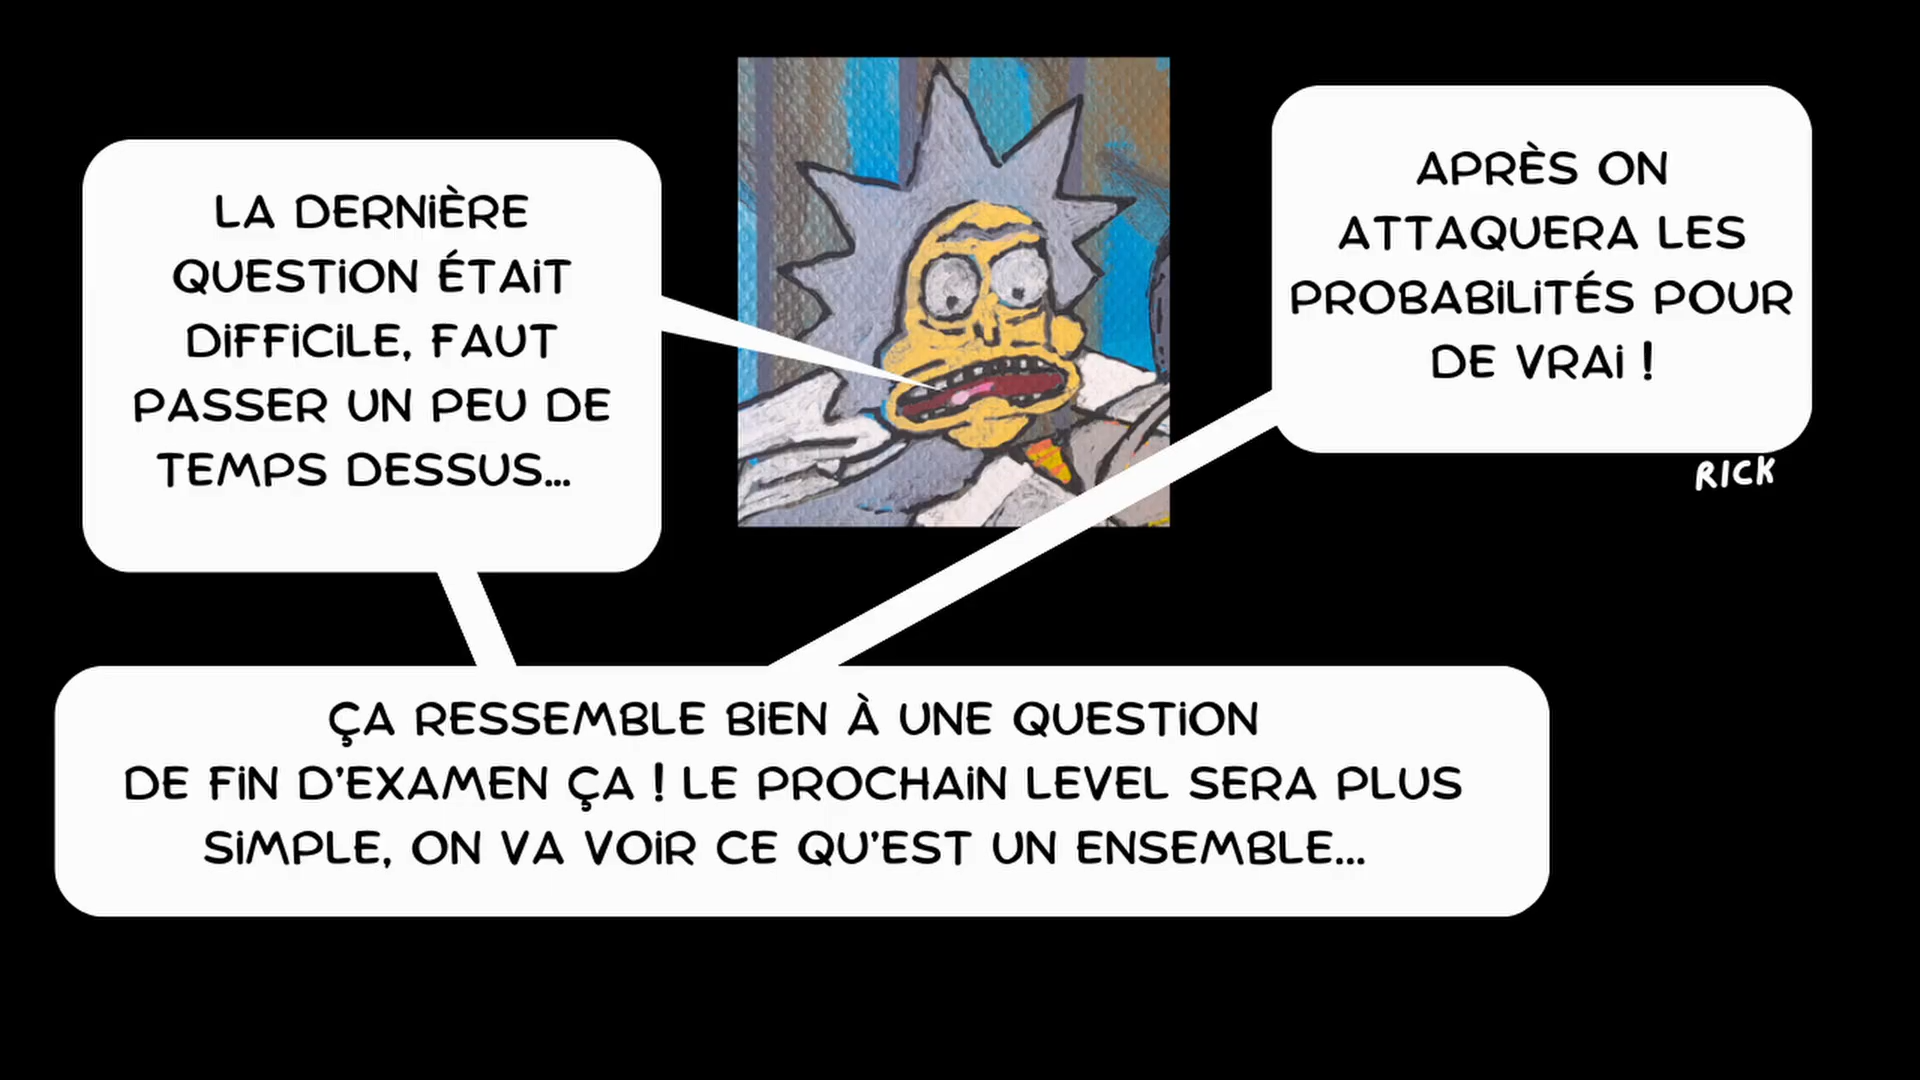 LA DERNIÈRE
QUESTION ÉTAIT
DIFFICILE, FAUT
PASSER UN PEU DE
TEMPS DESSUS...
ÇA RESSEMBLE BIEN À UNE QUESTION
DE FIN D'EXAMEN ÇA ! LE PROCHAIN LEVEL SERA PLUS
SIMPLE, ON VA VOIR CE QU'EST UN ENSEMBLE...
APRÈS ON
ATTAQUERA LES
PROBABILITÉS POUR
DE VRAI !
RICK